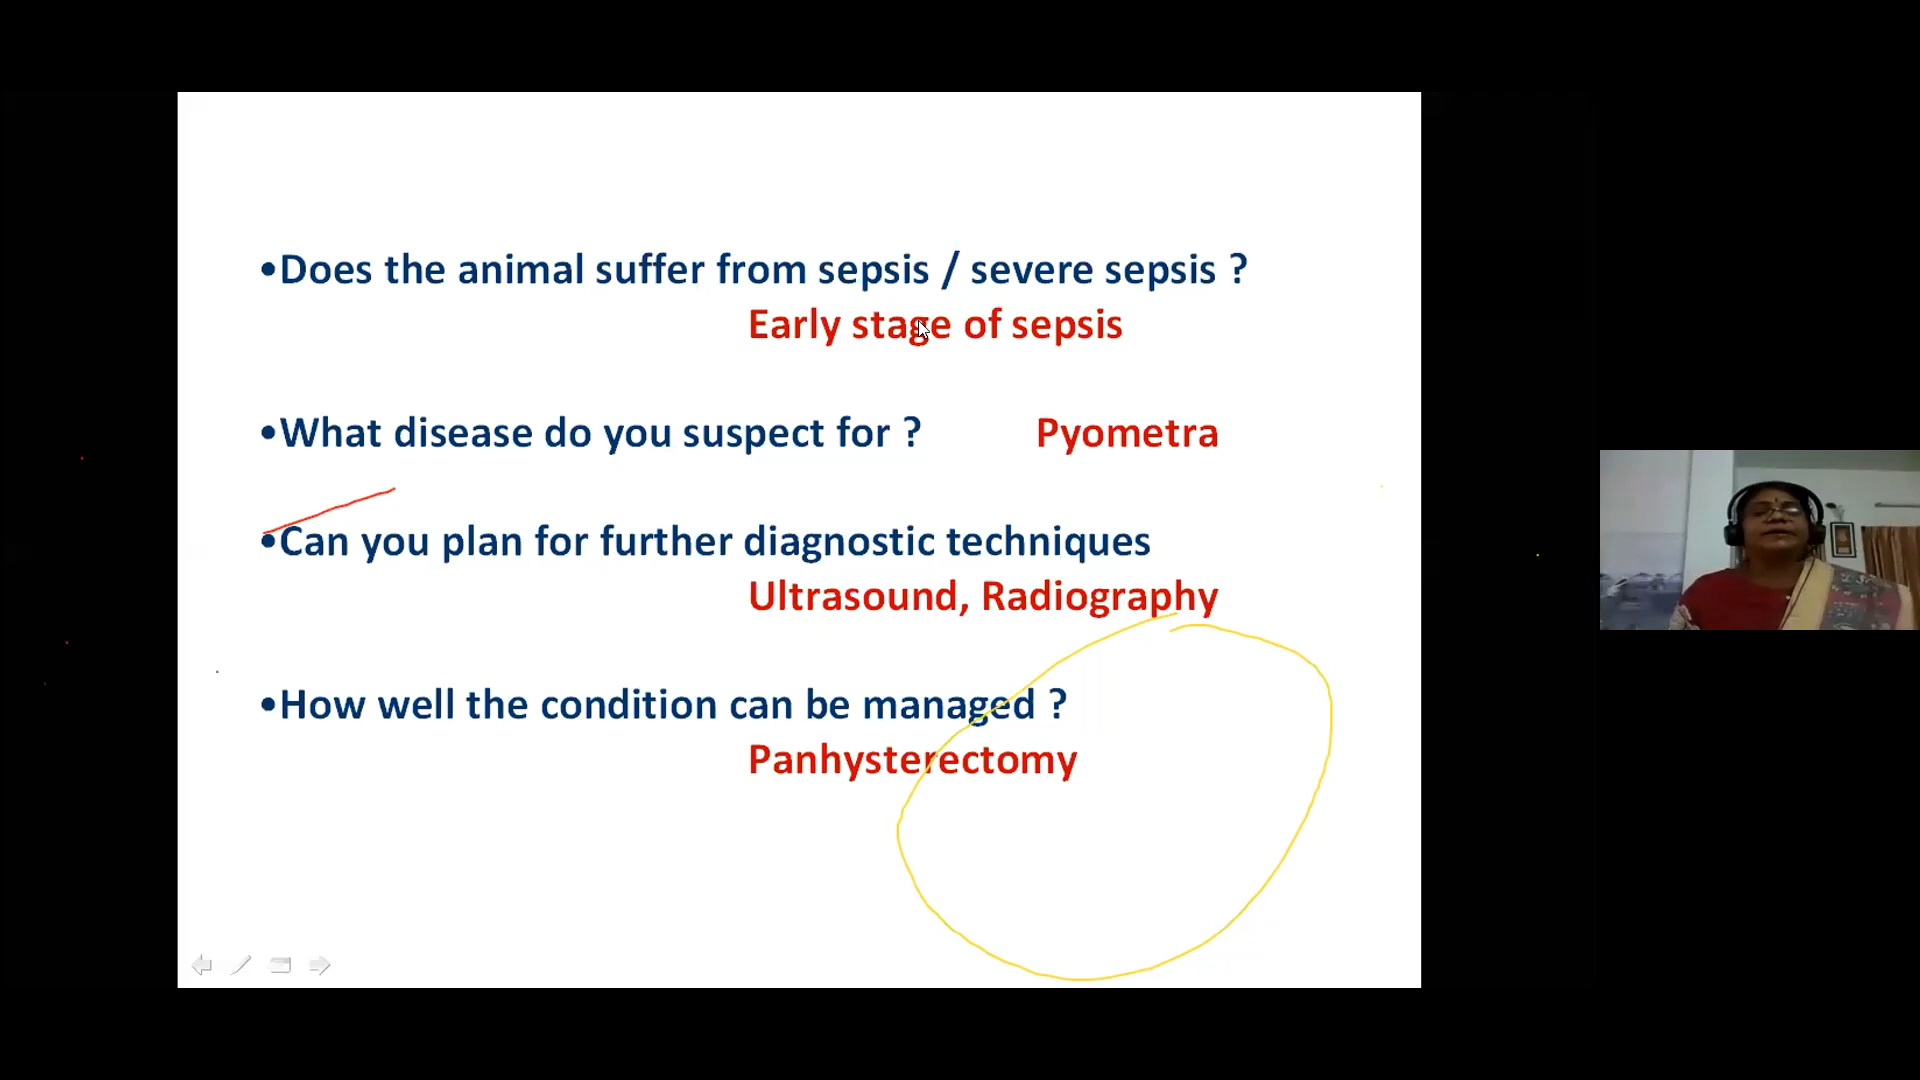 •Does the animal suffer from sepsis / severe sepsis ?
Early stage of sepsis
•What disease do you suspect for ? Pyometra
•Can you plan for further diagnostic techniques
Ultrasound, Radiography
•How well the condition can be managed ?
Panhysterectomy